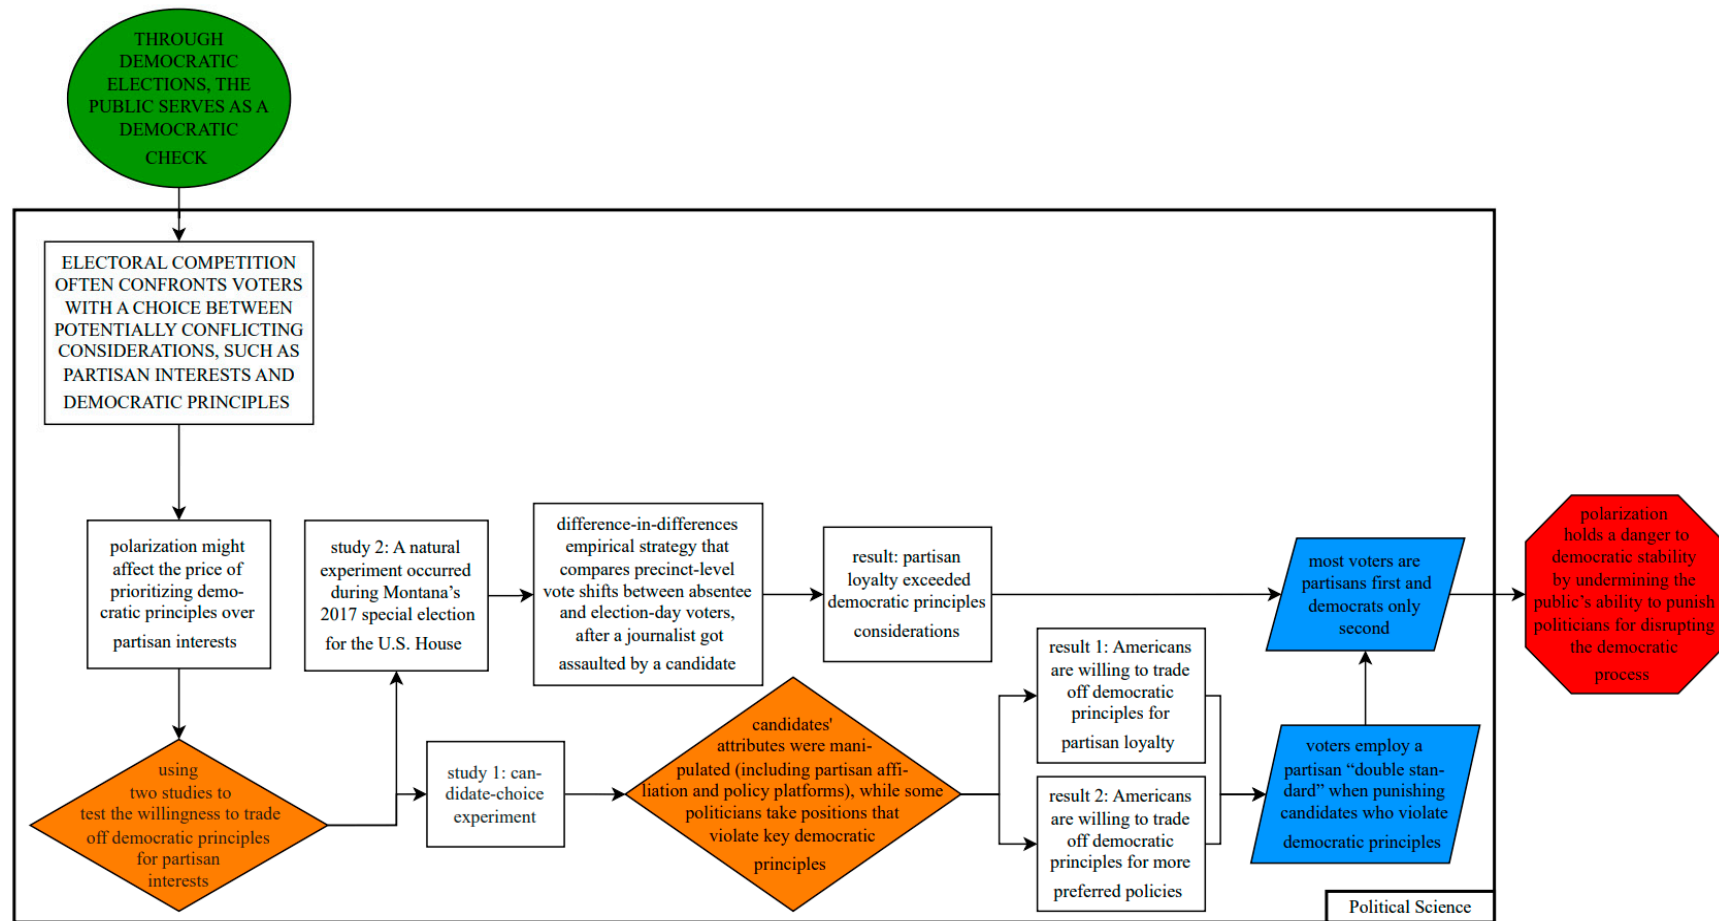 THROUGH
DEMOCRATIC
ELECTIONS, THE
PUBLIC SERVES AS A
DEMOCRATIC
CHECK
ELECTORAL COMPETITION
OFTEN CONFRONTS VOTERS
WITH A CHOICE BETWEEN
POTENTIALLY CONFLICTING
CONSIDERATIONS, SUCH AS
PARTISAN INTERESTS AND
DEMOCRATIC PRINCIPLES
polarization might
affect the price of
prioritizing demo-
cratic principles over
partisan interests
using
two studies to
test the willingness to trade
off democratic principles
for partisan
interests
study 2: A natural
experiment occurred
during Montana's
2017 special election
for the U.S. House
difference-in-differences
empirical strategy that
compares precinct-level
vote shifts between absentee
and election-day voters,
after a journalist got
assaulted by a candidate
result: partisan
loyalty exceeded
democratic principles
considerations
study 1: can-
didate-choice
experiment
candidates'
attributes were mani-
pulated (including partisan affi-
liation and policy platforms), while some
politicians take positions that
violate key democratic
principles
result 1: Americans
are willing to trade
off democratic
principles for
partisan loyalty
result 2: Americans
are willing to trade
off democratic
principles for more
preferred policies
voters employ a
partisan “double stan-
dard” when punishing
candidates who violate
democratic principles
most voters are
partisans first and
democrats only
second
polarization
holds a danger to
democratic stability
by undermining the
public’s ability to punish
politicians for disrupting
the democratic
process
Political Science